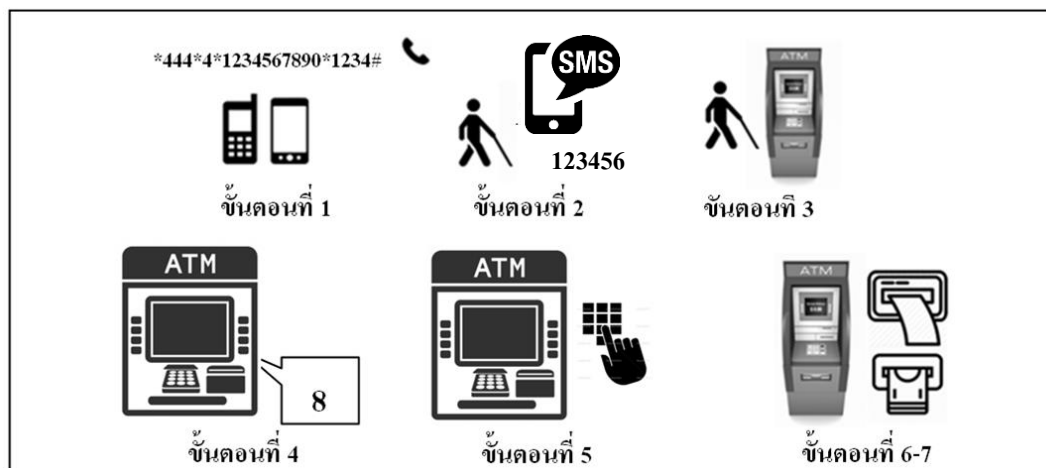 *444*4*1234567890*1234#
SMS
123456
ATM
ขั้นตอนที่ 1
ขั้นตอนที่ 2
ขันตอนที 3
ATM
8
ATM
ATM
ขั้นตอนที่ 4
ขั้นตอนที่ 5
ขั้นตอนที่ 6-7